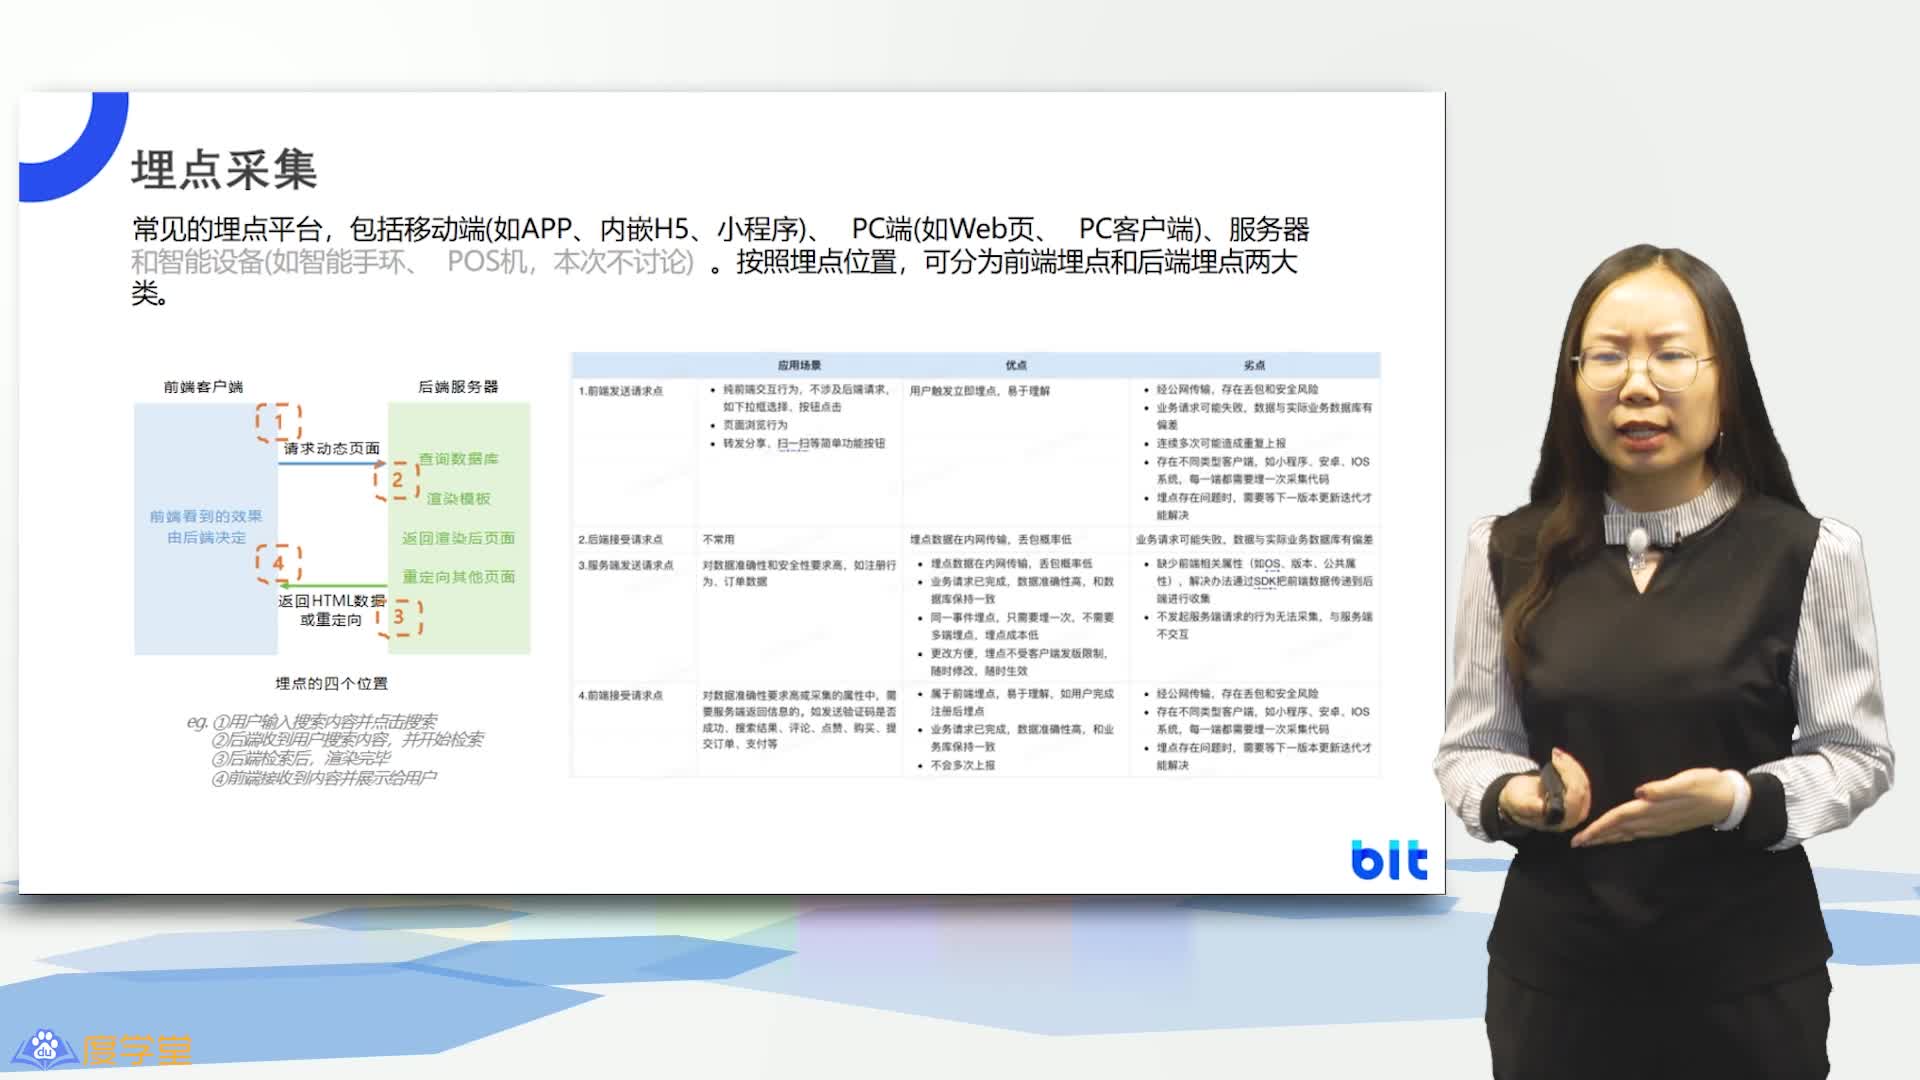 埋点采集
常见的埋点平台，包括移动端(如APP、内嵌H5、小程序)、 PC端(如Web页、 PC客户端)、服务器
和智能设备(如智能手环、 POS机，本次不讨论) 。按照埋点位置，可分为前端埋点和后端埋点两大
类。
前端客户端
后端服务器
1
请求动态页面
2
查询数据库
渲染模板
前端看到的效果
由后端决定
返回渲染后页面
4
重定向其他页面
返回HTML数据
或重定向
3
埋点的四个位置
eg. ①用户输入搜索内容并点击搜索
②后端收到用户搜索内容，并开始检索
③后端检索后，渲染完毕
④前端接收到内容并展示给用户
应用场景
优点
劣点
1.前端发送请求点
• 纯前端交互行为，不涉及后端请求，
如下拉框选择、按钮点击
• 页面浏览行为
• 转发分享、扫一扫等简单功能按钮
用户触发立即埋点，易于理解
• 经公网传输，存在丢包和安全风险
• 业务请求可能失败，数据与实际业务数据库有
偏差
• 连续多次可能造成重复上报
• 存在不同类型客户端，如小程序、安卓、IOS
系统，每一端都需要埋一次采集代码
• 埋点存在问题时，需要等下一版本更新迭代才
能解决
2.后端接受请求点
不常用
埋点数据在内网传输，丢包概率低
业务请求可能失败，数据与实际业务数据库有偏差
3.服务端发送请求点
对数据准确性和安全性要求高，如注册行
为、订单数据
• 埋点数据在内网传输，丢包概率低
• 业务请求已完成，数据准确性高，和数
据库保持一致
• 同一事件埋点，只需要埋一次，不需要
多端埋点，埋点成本低
• 更改方便，埋点不受客户端发版限制，
随时修改，随时生效
• 缺少前端相关属性（如OS、版本、公共属
性），解决办法通过SDK把前端数据传递到后
端进行收集
• 不发起服务端请求的行为无法采集，与服务端
不交互
4.前端接受请求点
对数据准确性要求高或采集的属性中，需
要服务端返回信息的，如发送验证码是否
成功、搜索结果、评论、点赞、购买、提
交订单、支付等
• 属于前端埋点，易于理解，如用户完成
注册后埋点
• 业务请求已完成，数据准确性高，和业
务库保持一致
• 不会多次上报
• 经公网传输，存在丢包和安全风险
• 存在不同类型客户端，如小程序、安卓、IOS
系统，每一端都需要埋一次采集代码
• 埋点存在问题时，需要等下一版本更新迭代才
能解决
bit
du
度学堂